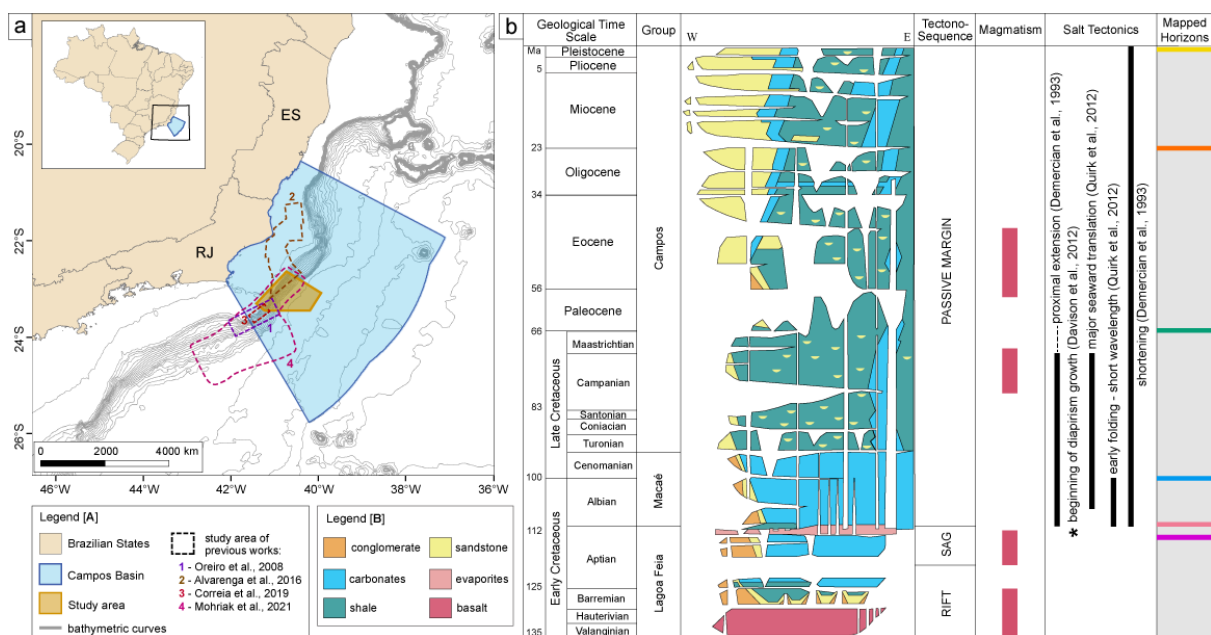 a
ES
RJ
2
3
1
4
20°S
22°S
24°S
26°S
0 2000 4000 km
46°W 44°W 42°W 40°W 38°W 36°W
Legend [A]
Brazilian States
Campos Basin
Study area
bathymetric curves
study area of
previous works:
1 - Oreiro et al., 2008
2 - Alvarenga et al., 2016
3 - Correia et al., 2019
4 - Mohriak et al., 2021
Legend [B]
conglomerate
sandstone
carbonates
evaporites
shale
basalt
b
Geological Time
Scale
Group
W E
Tectono-
Sequence
Magmatism
Salt Tectonics
Mapped
Horizons
Ma
5
23
34
56
66
83
100
112
125
135
Pleistocene
Pliocene
Miocene
Oligocene
Eocene
Paleocene
Late Cretaceous
Maastrichtian
Campanian
Santonian
Coniacian
Turonian
Cenomanian
Early Cretaceous
Albian
Aptian
Barremian
Hauterivian
Valanginian
Campos
Macaé
Lagoa Feia
PASSIVE MARGIN
SAG
RIFT
proximal extension (Demercian et al., 1993)
* beginning of diapirism growth (Davison et al., 2012)
major seaward translation (Quirk et al., 2012)
early folding - short wavelength (Quirk et al., 2012)
shortening (Demercian et al., 1993)